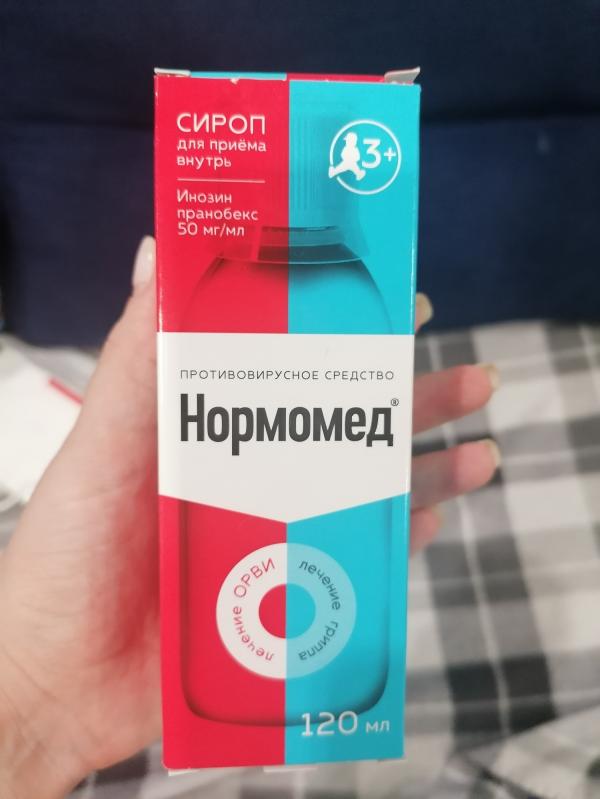 СИРОП
для приёма
внутрь
3+
Инозин
пранобекс
50 мг/мл
ПРОТИВОВИРУСНОЕ СРЕДСТВО
Нормомед®
лечение ОРВИ
лечение гриппа
120 мл